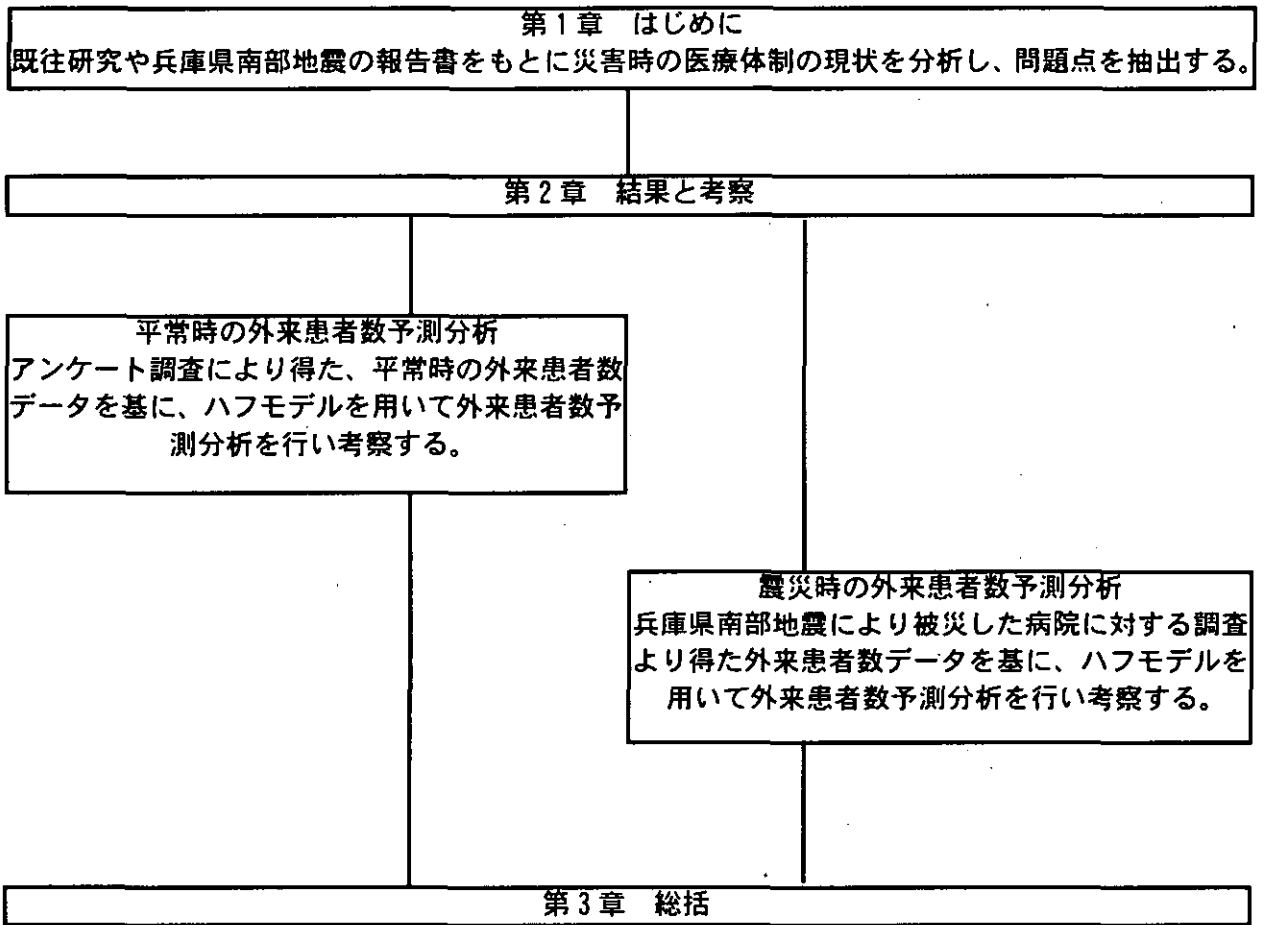 第1章 はじめに
既往研究や兵庫県南部地震の報告書をもとに災害時の医療体制の現状を分析し、問題点を抽出する。
第2章 結果と考察
平常時の外来患者数予測分析
アンケート調査により得た、平常時の外来患者数
データを基に、ハフモデルを用いて外来患者数予
測分析を行い考察する。
震災時の外来患者数予測分析
兵庫県南部地震により被災した病院に対する調査
より得た外来患者数データを基に、ハフモデルを
用いて外来患者数予測分析を行い考察する。
第3章 総括